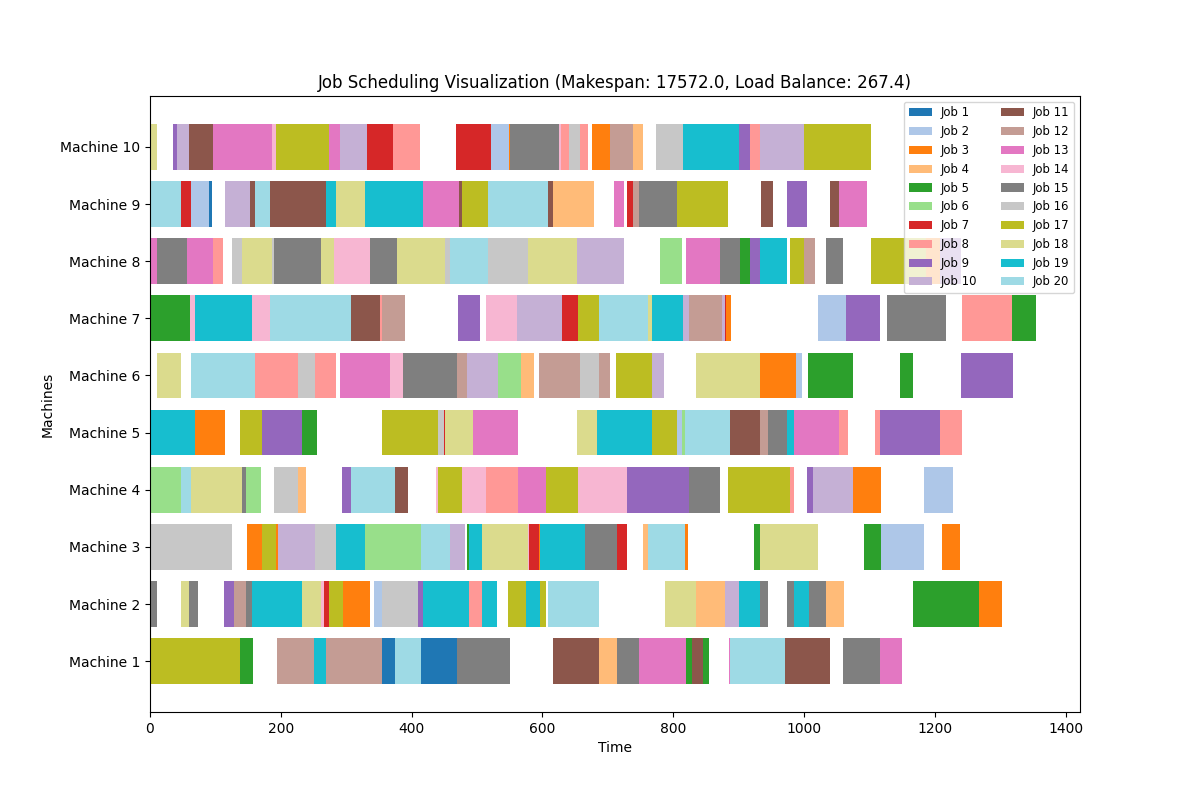 Job Scheduling Visualization (Makespan: 17572.0, Load Balance: 267.4)
Machines
Machine 10
Machine 9
Machine 8
Machine 7
Machine 6
Machine 5
Machine 4
Machine 3
Machine 2
Machine 1
Job 1
Job 2
Job 3
Job 4
Job 5
Job 6
Job 7
Job 8
Job 9
Job 10
Job 11
Job 12
Job 13
Job 14
Job 15
Job 16
Job 17
Job 18
Job 19
Job 20
0 200 400 600 800 1000 1200 1400
Time